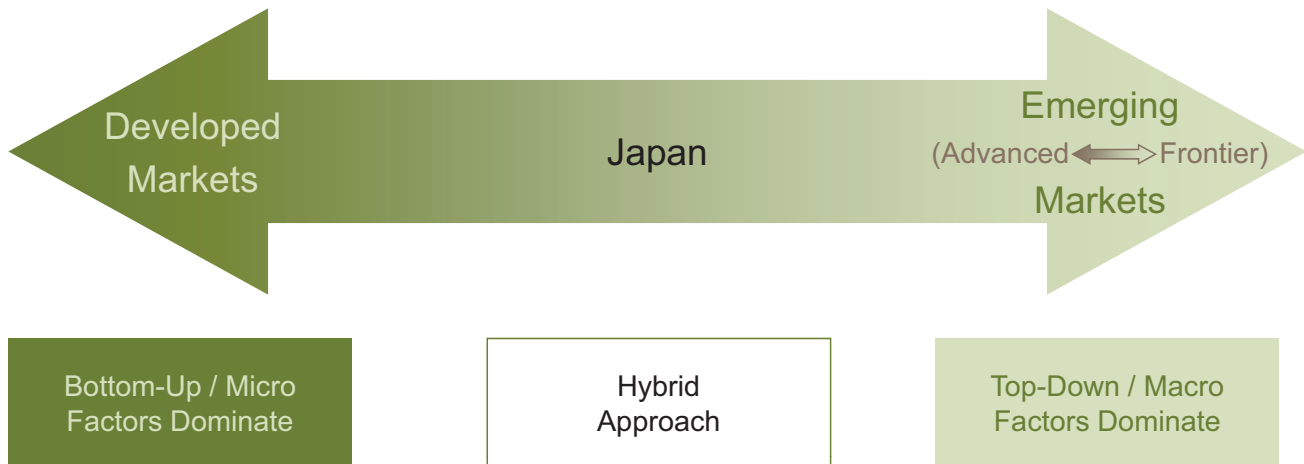 Developed
Markets
Japan
Emerging
(Advanced Frontier)
Markets
Bottom-Up / Micro
Factors Dominate
Hybrid
Approach
Top-Down / Macro
Factors Dominate